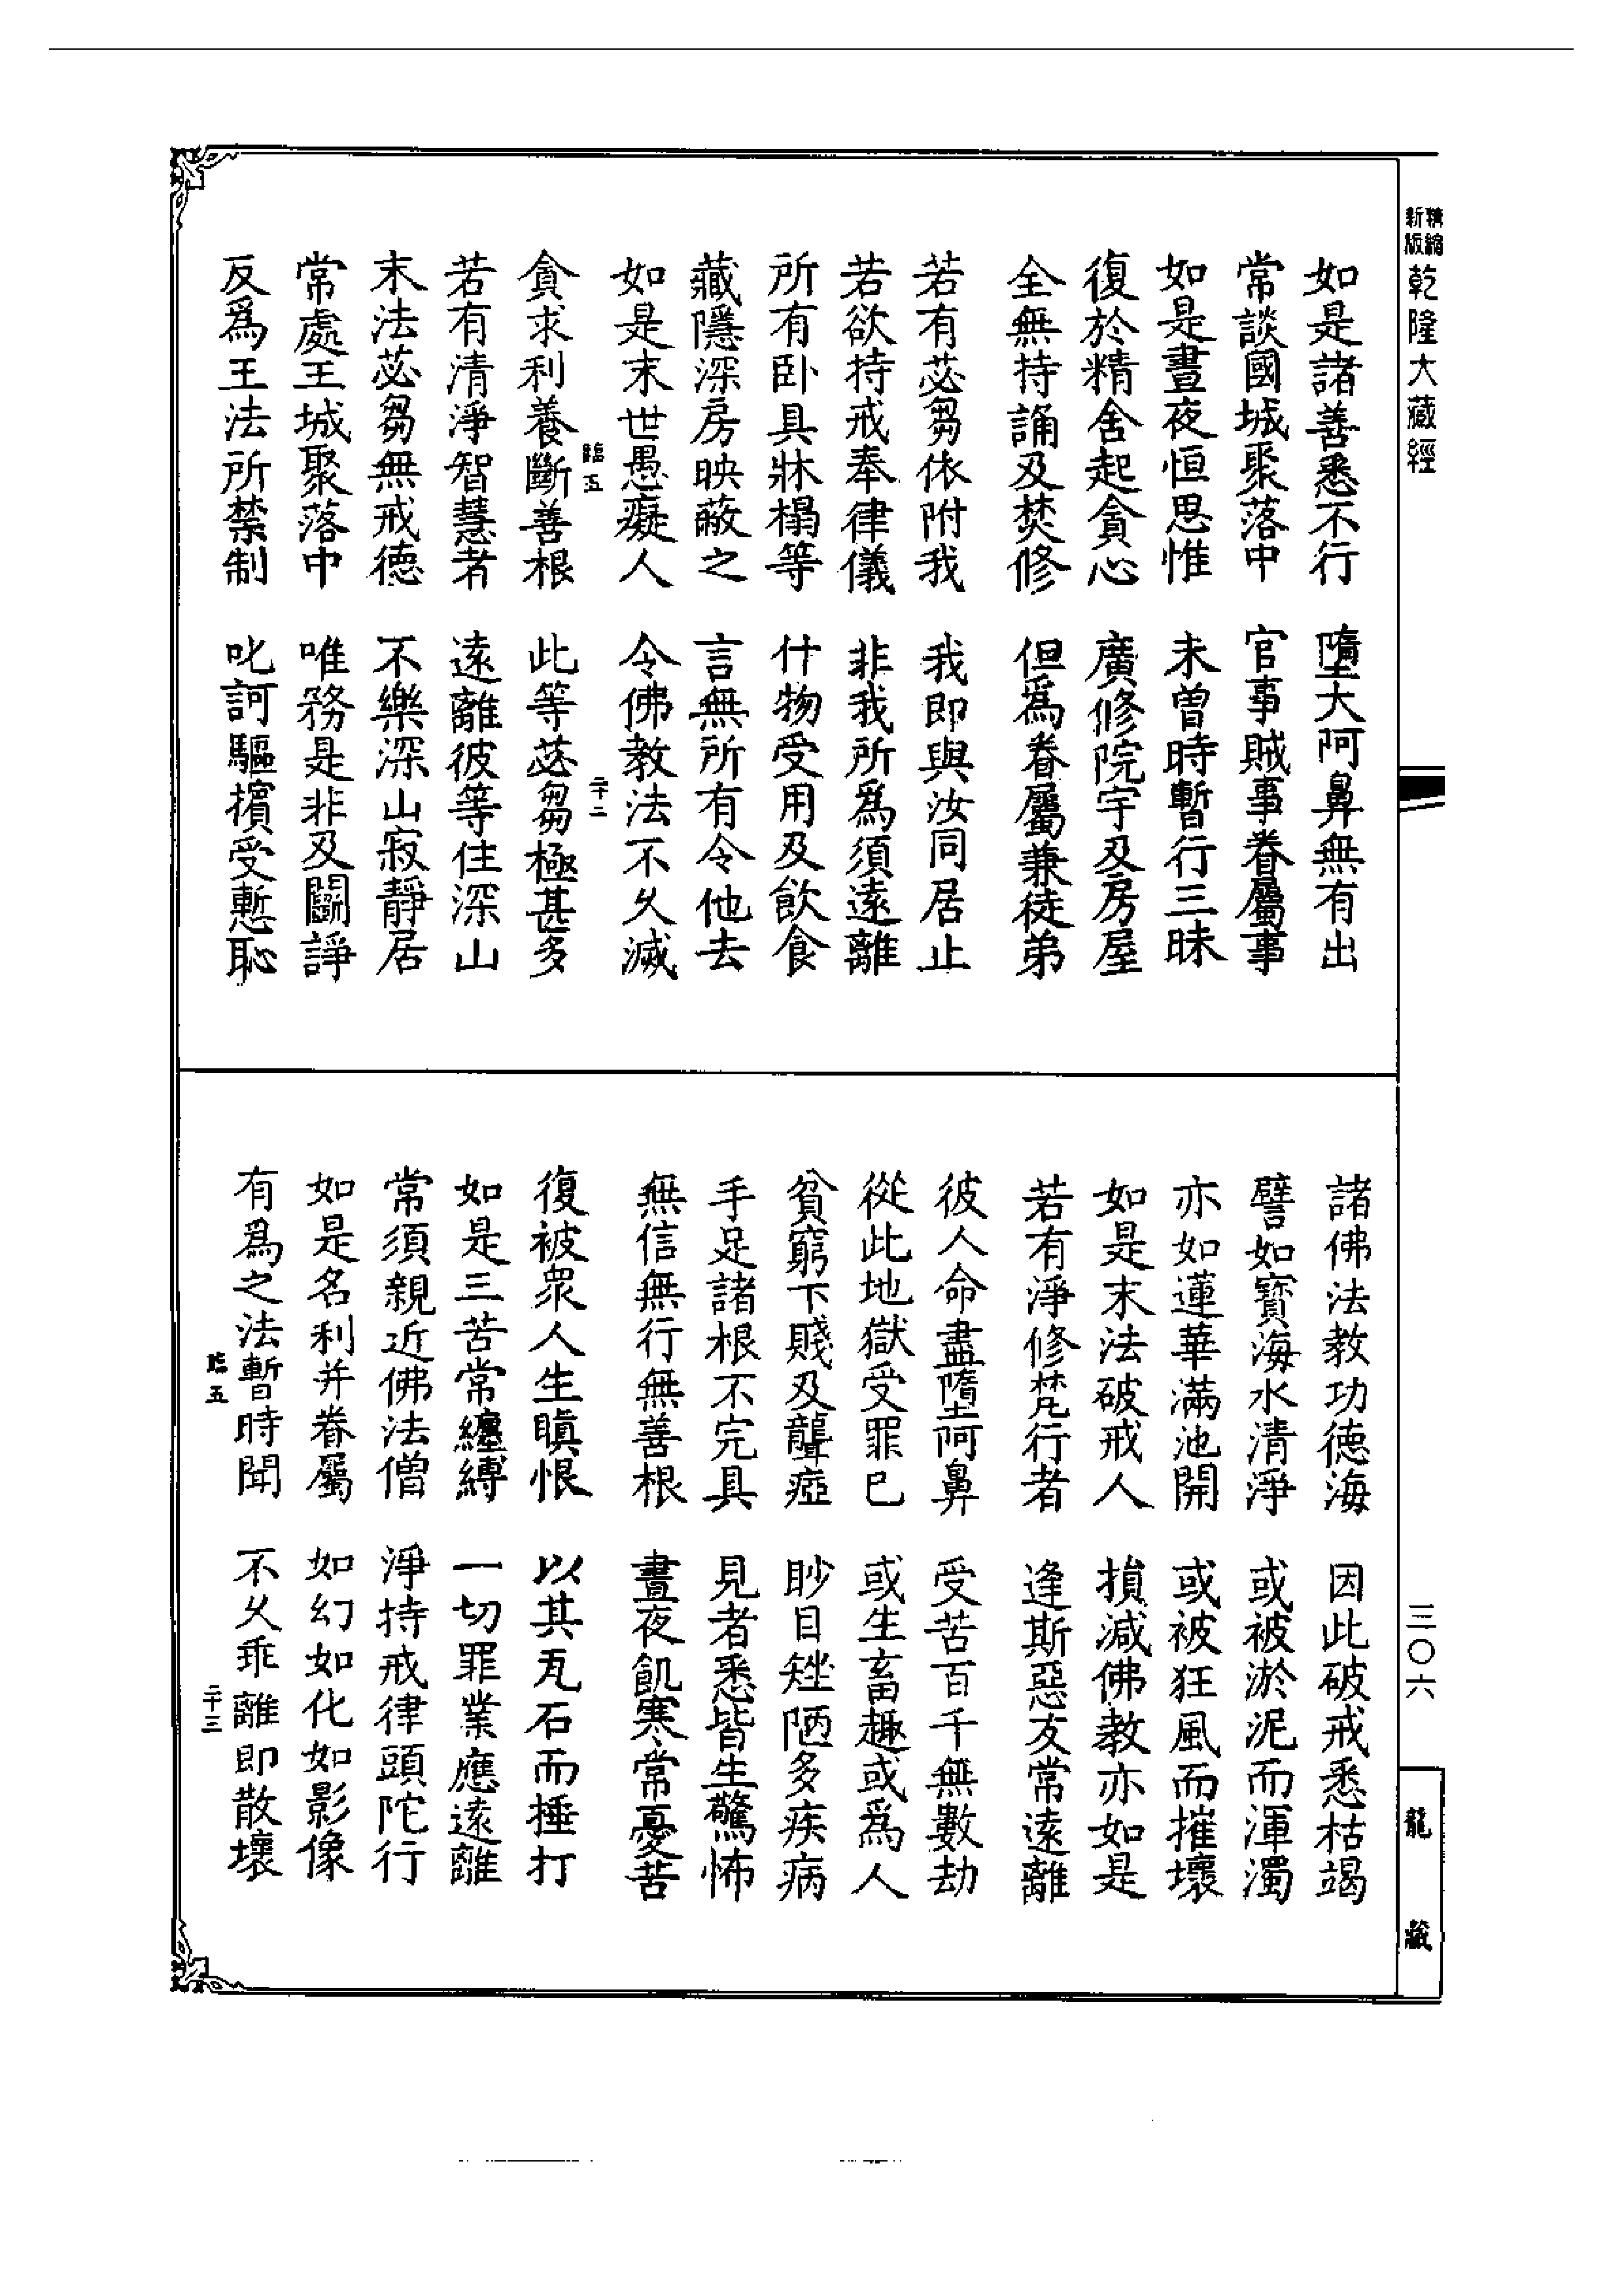 精縮新版 乾隆大藏經
如是諸善悉不行 墮大阿鼻無有出
常談國城聚落中 官事賊事眷屬事
如是晝夜恒思惟 未曾時暫行三昧
復於精舍起貪心 廣修院宇及房屋
全無持誦及焚修 但爲眷屬兼徒弟
若有苾芻依附我 我即與汝同居止
若欲持戒奉律儀 非我所爲須遠離
所有卧具牀榻等 什物受用及飲食
藏隱深房映蔽之 言無所有令他去
如是末世愚癡人 令佛教法不久滅
臨五 二十二
貪求利養斷善根 此等苾芻極甚多
若有清淨智慧者 遠離彼等住深山
末法苾芻無戒德 不樂深山寂靜居
常處王城聚落中 唯務是非及鬪諍
反爲王法所禁制 叱訶驅擯受慙恥
三〇六
龍藏
諸佛法教功德海 因此破戒悉枯竭
譬如寶海水清淨 或被淤泥而渾濁
亦如蓮華滿池開 或被狂風而摧壞
如是末法破戒人 損減佛教亦如是
若有淨修梵行者 逢斯惡友常遠離
彼人命盡墮阿鼻 受苦百千無數劫
從此地獄受罪已 或生畜趣或爲人
貧窮下賤及聾瘂 眇目矬陋多疾病
手足諸根不完具 見者悉皆生驚怖
無信無行無善根 晝夜飢寒常憂苦
復被眾人生瞋恨 以其瓦石而捶打
如是三苦常纏縛 一切罪業應遠離
常須親近佛法僧 淨持戒律頭陀行
如是名利并眷屬 如幻如化如影像
有爲之法暫時聞 不久乖離即散壞
臨五 二十三